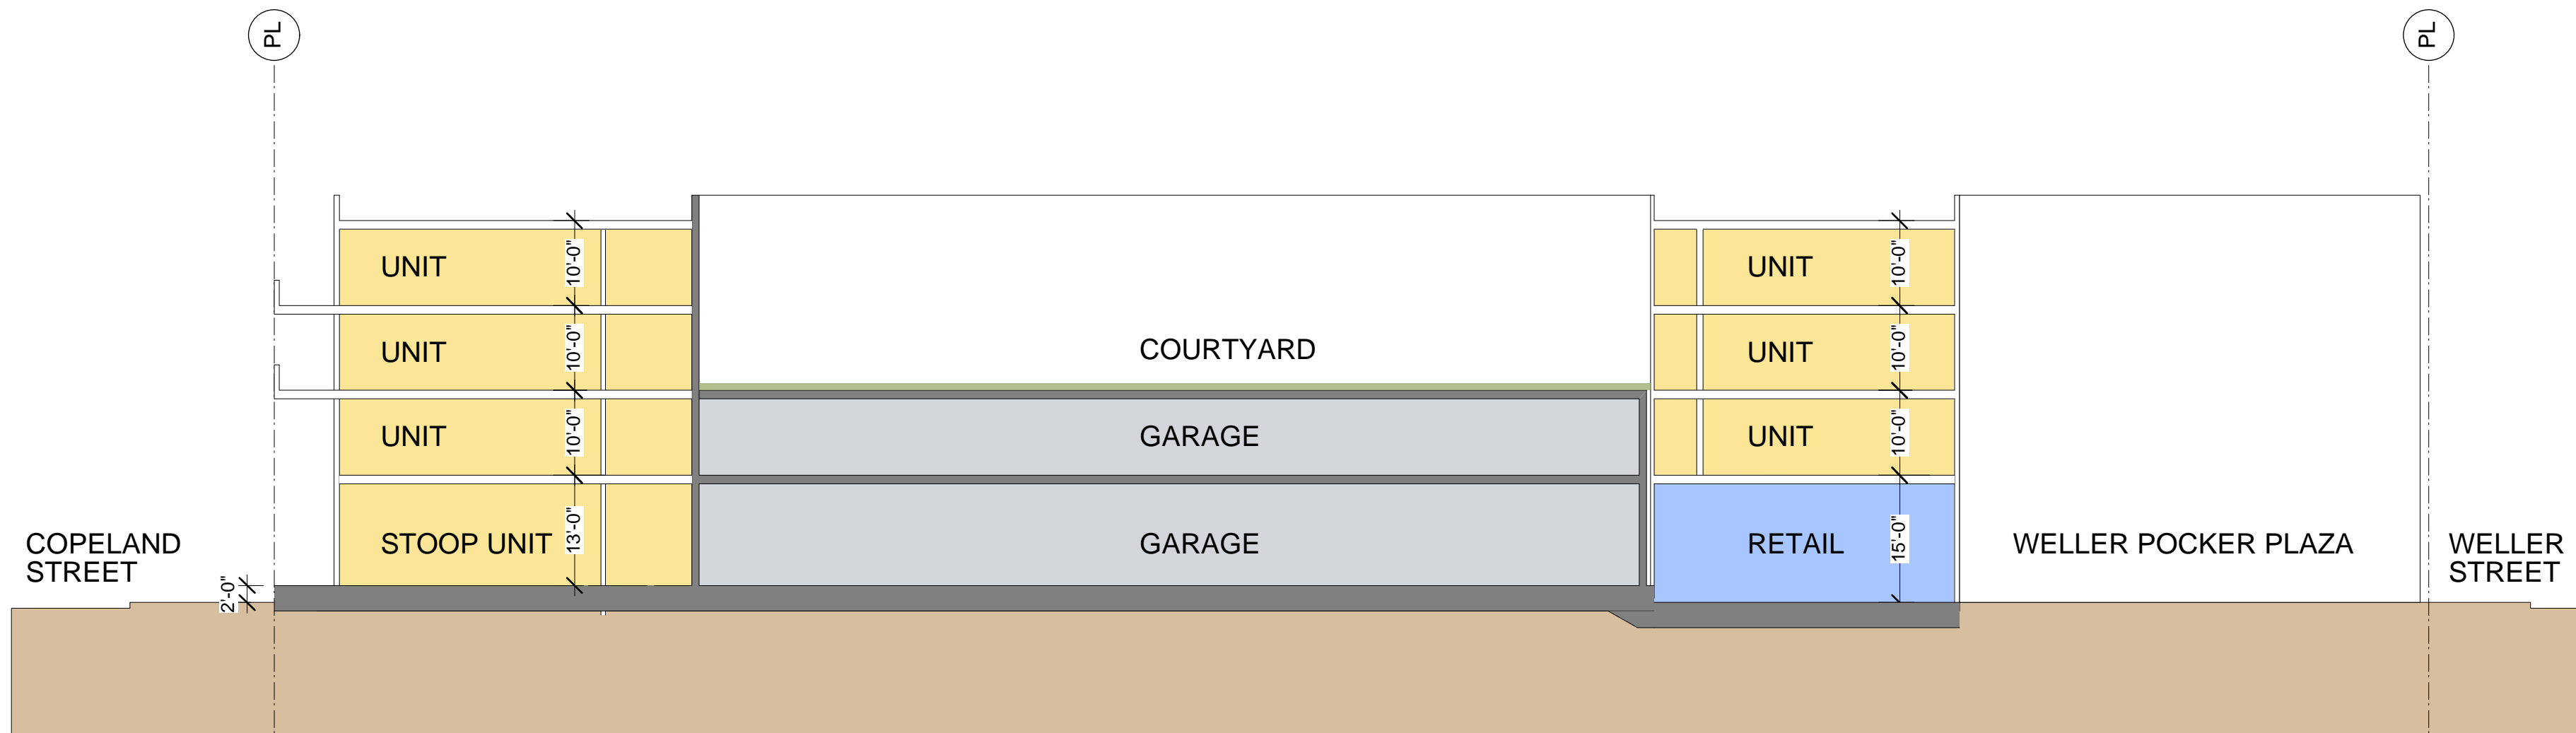 PL
PL
UNIT
10'-0"
UNIT
10'-0"
UNIT
10'-0"
COURTYARD
UNIT
10'-0"
UNIT
10'-0"
GARAGE
UNIT
10'-0"
COPELAND
STREET
STOOP UNIT
13'-0"
GARAGE
RETAIL
15'-0"
WELLER POCKER PLAZA
WELLER
STREET
2'-0"